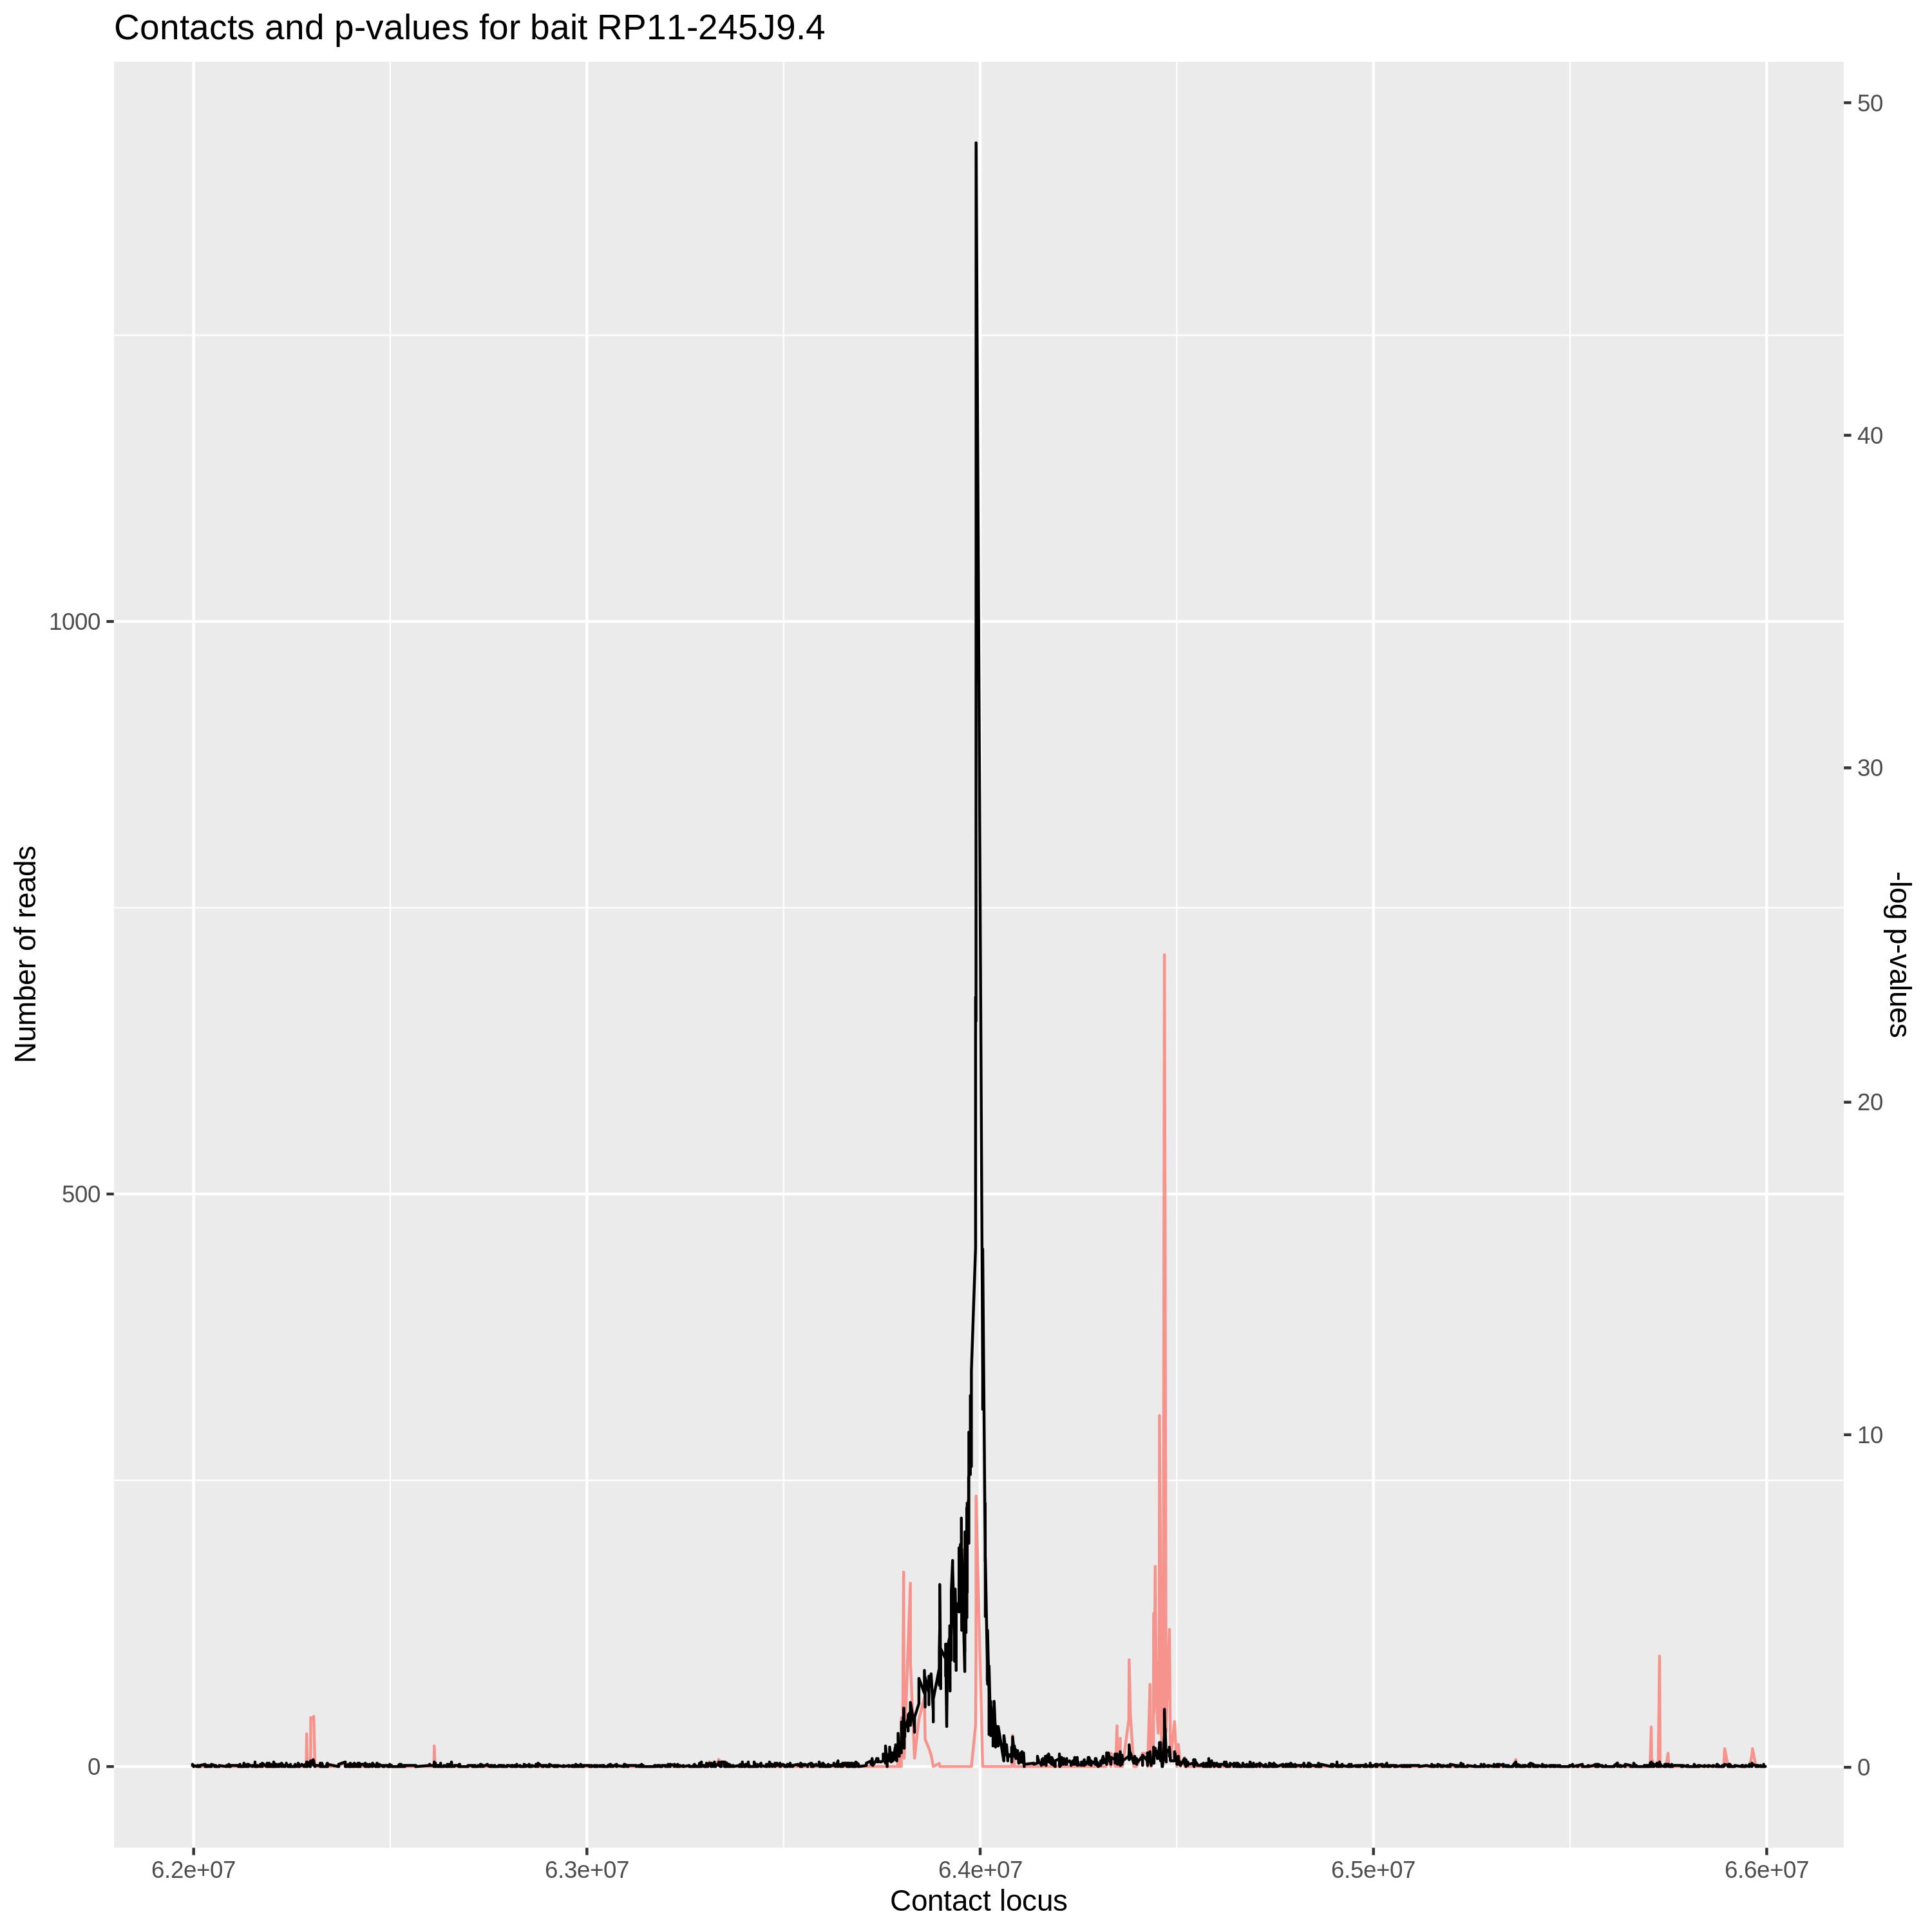 Contacts and p-values for bait RP11-245J9.4
Number of reads
1000
500
0
50
40
30
20
10
0
-log p-values
6.2e+07
6.3e+07
6.4e+07
6.5e+07
6.6e+07
Contact locus